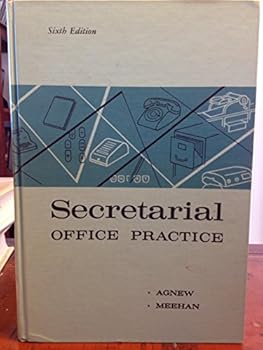 Sixth Edition
Secretarial
OFFICE PRACTICE
· AGNEW
· MEEHAN